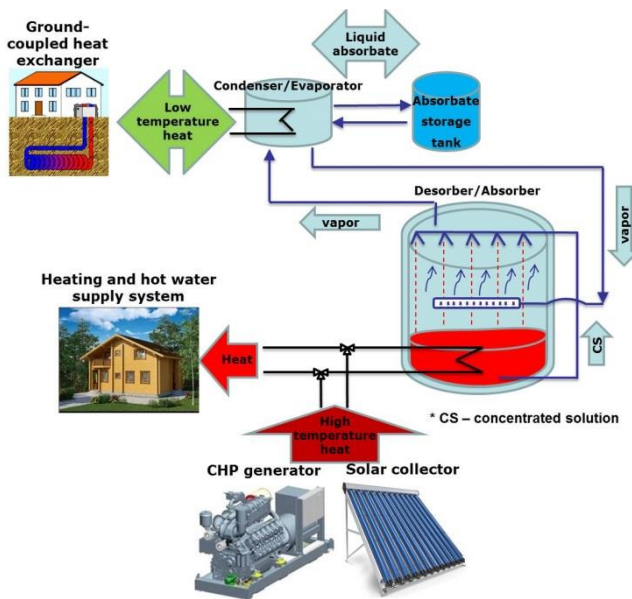 Ground-
coupled heat
exchanger
Liquid
absorbate
Condenser/Evaporator
Low
temperature
heat
Absorbate
storage
tank
Desorber/Absorber
vapor
vapor
Heating and hot water
supply system
Heat
CS
* CS – concentrated solution
High
temperature
heat
CHP generator
Solar collector